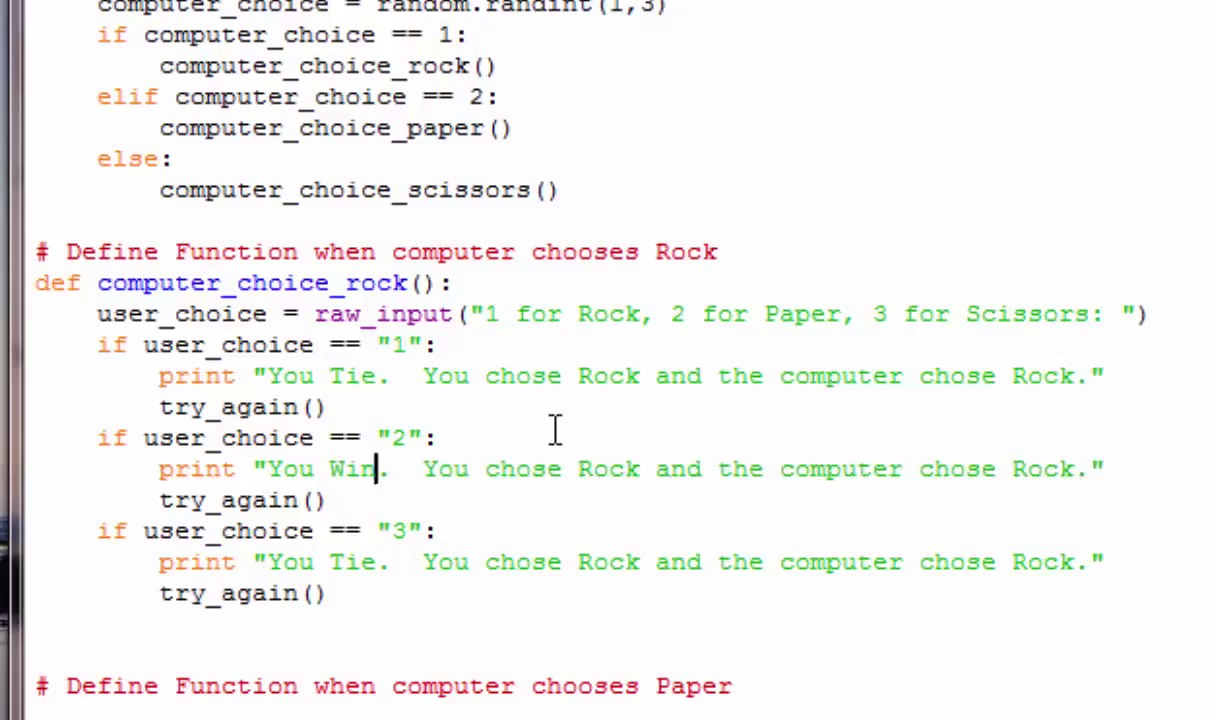 computer_choice = random.randint(1,3)
if computer_choice == 1:
computer_choice_rock()
elif computer_choice == 2:
computer_choice_paper()
else:
computer_choice_scissors()
# Define Function when computer chooses Rock
def computer_choice_rock():
user_choice = raw_input("1 for Rock, 2 for Paper, 3 for Scissors: ")
if user_choice == "1":
print "You Tie.  You chose Rock and the computer chose Rock."
try_again()
if user_choice == "2":
print "You Win.  You chose Rock and the computer chose Rock."
try_again()
if user_choice == "3":
print "You Tie.  You chose Rock and the computer chose Rock."
try_again()
# Define Function when computer chooses Paper